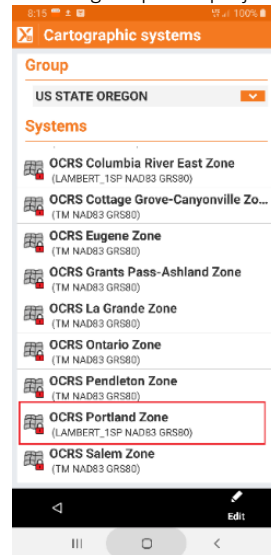 8:15
100%
Cartographic systems
Group
US STATE OREGON
Systems
OCRS Columbia River East Zone
(LAMBERT_1SP NAD83 GRS80)
OCRS Cottage Grove-Canyonville Zo...
(TM NAD83 GRS80)
OCRS Eugene Zone
(TM NAD83 GRS80)
OCRS Grants Pass-Ashland Zone
(TM NAD83 GRS80)
OCRS La Grande Zone
(TM NAD83 GRS80)
OCRS Ontario Zone
(TM NAD83 GRS80)
OCRS Pendleton Zone
(TM NAD83 GRS80)
OCRS Portland Zone
(LAMBERT_1SP NAD83 GRS80)
OCRS Salem Zone
(TM NAD83 GRS80)
Edit